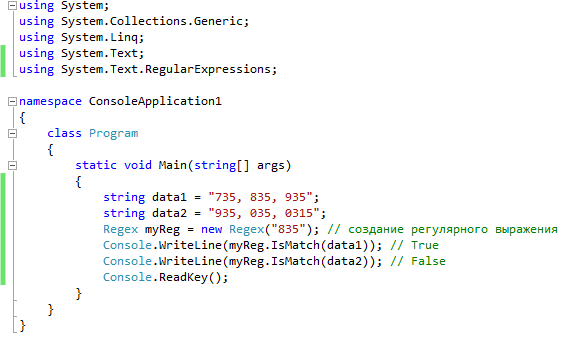 using System;
using System.Collections.Generic;
using System.Linq;
using System.Text;
using System.Text.RegularExpressions;
namespace ConsoleApplication1
{
class Program
{
static void Main(string[] args)
{
string data1 = "735, 835, 935";
string data2 = "935, 035, 0315";
Regex myReg = new Regex("835"); // создание регулярного выражения
Console.WriteLine(myReg.IsMatch(data1)); // True
Console.WriteLine(myReg.IsMatch(data2)); // False
Console.ReadKey();
}
}
}